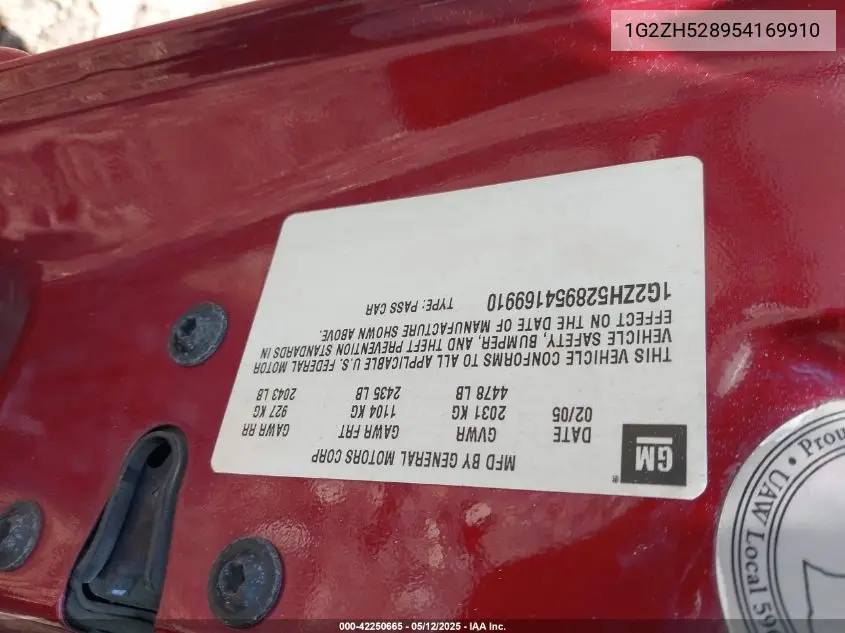 1G2ZH528954169910
GM
MFD BY GENERAL MOTORS CORP
DATE GVWR GAWR FRT GAWR RR
02/05 2031 KG 1104 KG 927 KG
4478 LB 2435 LB 2043 LB
THIS VEHICLE CONFORMS TO ALL APPLICABLE U.S. FEDERAL MOTOR
VEHICLE SAFETY, BUMPER, AND THEFT PREVENTION STANDARDS IN
EFFECT ON THE DATE OF MANUFACTURE SHOWN ABOVE.
1G2ZH528954169910 TYPE: PASS CAR
UAW Local 
000-42250665 - 05/12/2025 - IAA Inc.